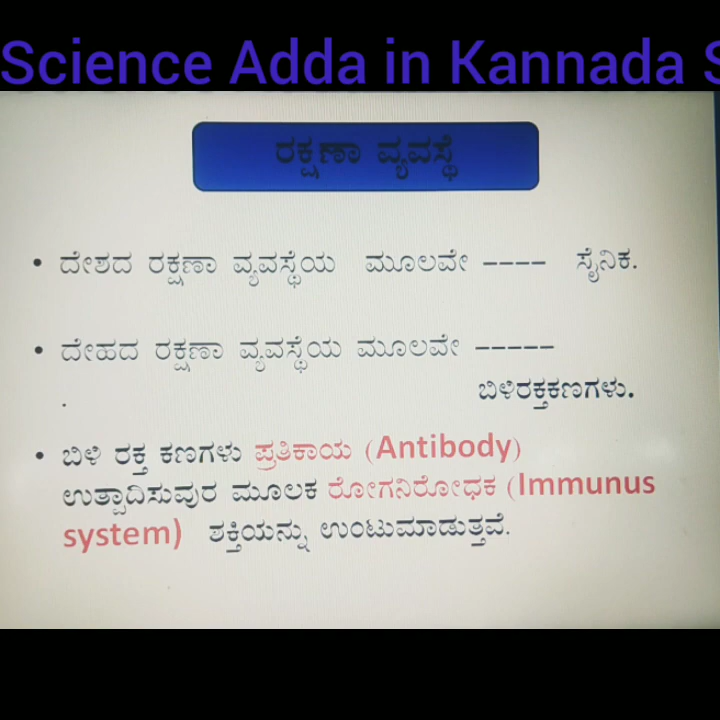 Science Adda in Kannada S
ರಕ್ಷಣಾ ವ್ಯವಸ್ಥೆ
• ದೇಶದ ರಕ್ಷಣಾ ವ್ಯವಸ್ಥೆಯ ಮೂಲವೇ ---- ಸೈನಿಕ.
• ದೇಹದ ರಕ್ಷಣಾ ವ್ಯವಸ್ಥೆಯ ಮೂಲವೇ -----
. ಬಿಳಿರಕ್ತಕಣಗಳು.
• ಬಿಳಿ ರಕ್ತ ಕಣಗಳು ಪ್ರತಿಕಾಯ (Antibody)
ಉತ್ಪಾದಿಸುವುರ ಮೂಲಕ ರೋಗನಿರೋಧಕ (Immunus
system) ಶಕ್ತಿಯನ್ನು ಉಂಟುಮಾಡುತ್ತವೆ.